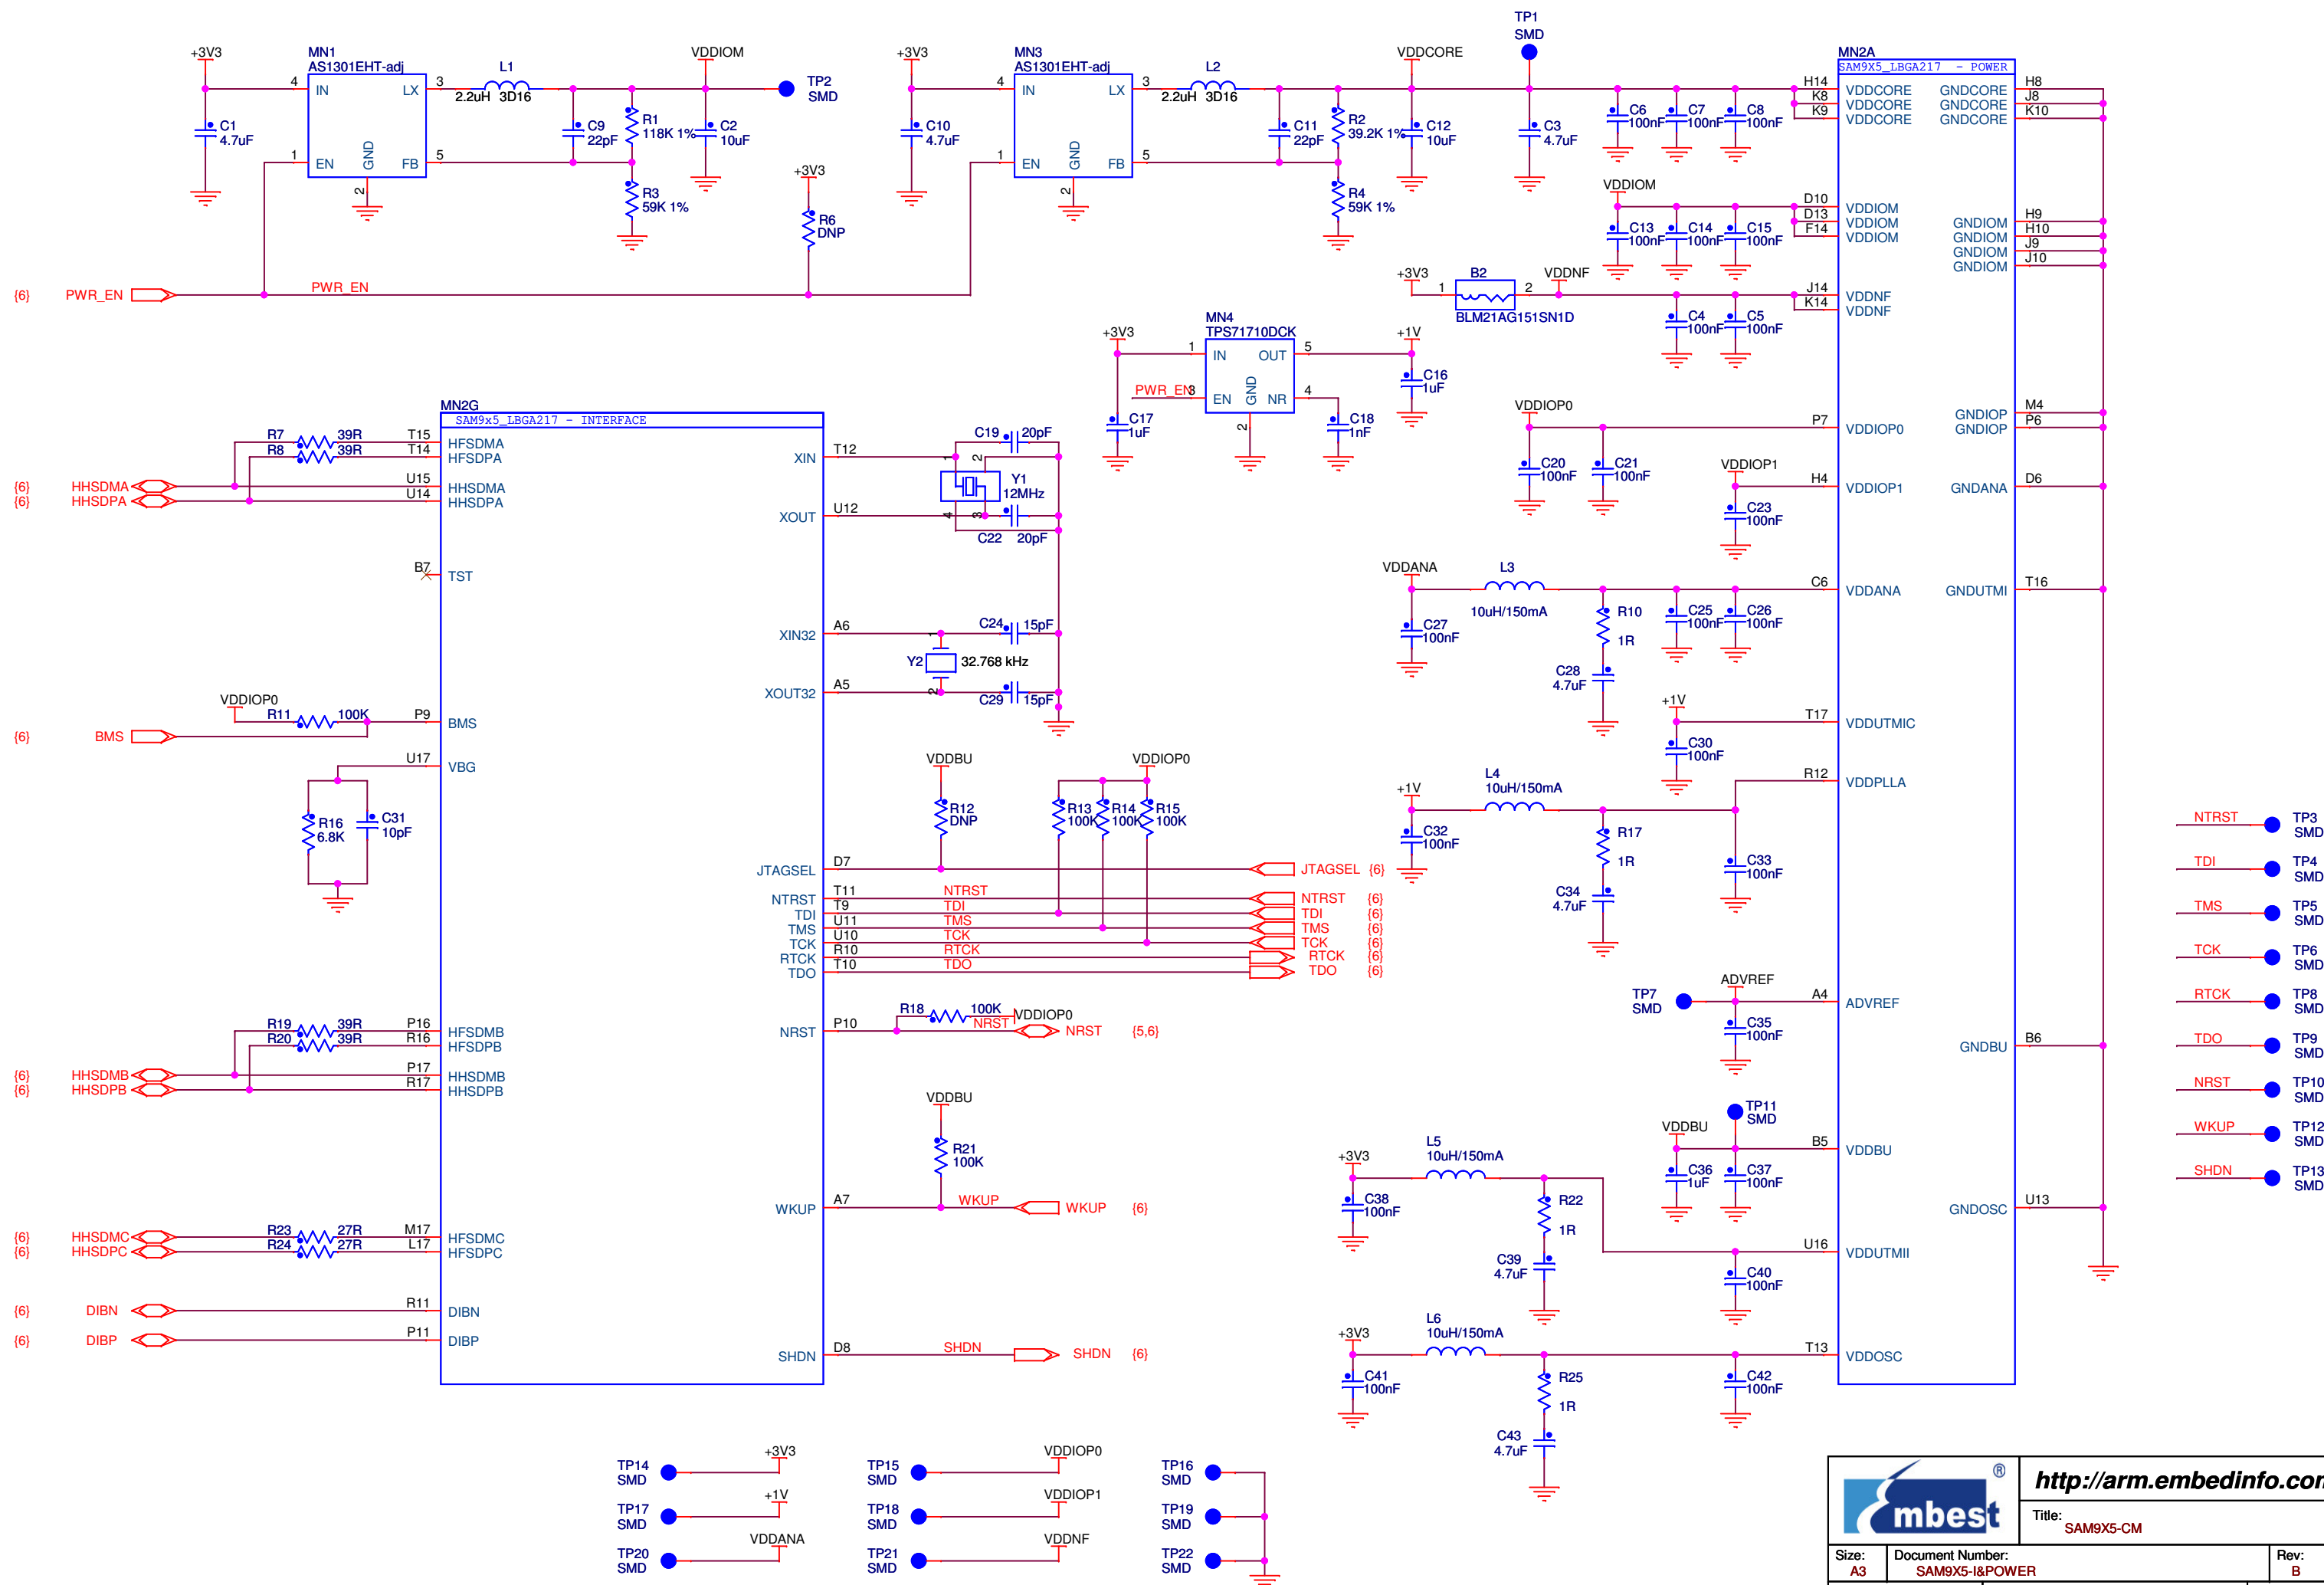 +3V3
MN1
AS1301EHT-adj
4 IN LX 3
1 EN FB 5
GND
2
L1
2.2uH 3D16
VDDIOM
TP2
SMD
C1
4.7uF
C9
22pF
R1
118K 1%
C2
10uF
R3
59K 1%
+3V3
R6
DNP
{6} PWR_EN PWR_EN
+3V3
MN3
AS1301EHT-adj
4 IN LX 3
1 EN FB 5
GND
2
L2
2.2uH 3D16
VDDCORE
TP1
SMD
C10
4.7uF
C11
22pF
R2
39.2K 1%
C12
10uF
C3
4.7uF
R4
59K 1%
C6
100nF
C7
100nF
C8
100nF
VDDIOM
C13
100nF
C14
100nF
C15
100nF
+3V3
1 B2 2
BLM21AG151SN1D
VDDNF
C4
100nF
C5
100nF
MN4
TPS71710DCK
+3V3
1 IN OUT 5
+1V
PWR_EN 3 EN NR 4
GND
2
C17
1uF
C16
1uF
C18
1nF
VDDIOP0
C20
100nF
C21
100nF
VDDIOP1
C23
100nF
VDDANA
L3
10uH/150mA
C27
100nF
R10
1R
C28
4.7uF
C25
100nF
C26
100nF
+1V
C30
100nF
+1V
L4
10uH/150mA
C32
100nF
R17
1R
C34
4.7uF
C33
100nF
TP7
SMD
ADVREF
C35
100nF
TP11
SMD
VDDBU
C36
1uF
C37
100nF
+3V3
L5
10uH/150mA
C38
100nF
R22
1R
C39
4.7uF
C40
100nF
+3V3
L6
10uH/150mA
C41
100nF
R25
1R
C43
4.7uF
C42
100nF
MN2A
SAM9X5_LBGA217 - POWER
H14 VDDCORE GNDCORE H8
K8 VDDCORE GNDCORE J8
K9 VDDCORE GNDCORE K10
D10 VDDIOM
D13 VDDIOM GNDIOM H9
F14 VDDIOM GNDIOM H10
GNDIOM J9
GNDIOM J10
J14 VDDNF
K14 VDDNF
GNDIOP M4
P7 VDDIOP0 GNDIOP P6
H4 VDDIOP1 GNDANA D6
C6 VDDANA GNDUTMI T16
T17 VDDUTMIC
R12 VDDPLLA
A4 ADVREF
GNDBU B6
B5 VDDBU
GNDOSC U13
U16 VDDUTMII
T13 VDDOSC
MN2G
SAM9x5_LBGA217 - INTERFACE
R7 39R T15 HFSDMA
R8 39R T14 HFSDPA
{6} HHSDMA U15 HHSDMA
{6} HHSDPA U14 HHSDPA
B7 TST
VDDIOP0
R11 100K P9 BMS
{6} BMS
U17 VBG
R16
6.8K
C31
10pF
R19 39R P16 HFSDMB
R20 39R R16 HFSDPB
{6} HHSDMB P17 HHSDMB
{6} HHSDPB R17 HHSDPB
{6} HHSDMC R23 27R M17 HFSDMC
{6} HHSDPC R24 27R L17 HFSDPC
{6} DIBN R11 DIBN
{6} DIBP P11 DIBP
XIN T12
C19 20pF
1 2
Y1
12MHz
4 3
XOUT U12
C22 20pF
XIN32 A6
C24 15pF
1
Y2 32.768 kHz
2
XOUT32 A5
C29 15pF
VDDBU
VDDIOP0
R12
DNP
R13
100K
R14
100K
R15
100K
JTAGSEL D7 JTAGSEL {6}
NTRST T11 NTRST NTRST {6}
TDI T9 TDI TDI {6}
TMS U11 TMS TMS {6}
TCK U10 TCK TCK {6}
RTCK R10 RTCK RTCK {6}
TDO T10 TDO TDO {6}
R18 100K VDDIOP0
NRST P10 NRST NRST {5,6}
VDDBU
R21
100K
WKUP A7 WKUP WKUP {6}
SHDN D8 SHDN SHDN {6}
NTRST TP3
SMD
TDI TP4
SMD
TMS TP5
SMD
TCK TP6
SMD
RTCK TP8
SMD
TDO TP9
SMD
NRST TP10
SMD
WKUP TP12
SMD
SHDN TP13
SMD
TP14
SMD
+3V3
TP15
SMD
VDDIOP0
TP16
SMD
TP17
SMD
+1V
TP18
SMD
VDDIOP1
TP19
SMD
TP20
SMD
VDDANA
TP21
SMD
VDDNF
TP22
SMD
mbest ®
http://arm.embedinfo.com
Title:
SAM9X5-CM
Size:
A3
Document Number:
SAM9X5-I&POWER
Rev:
B